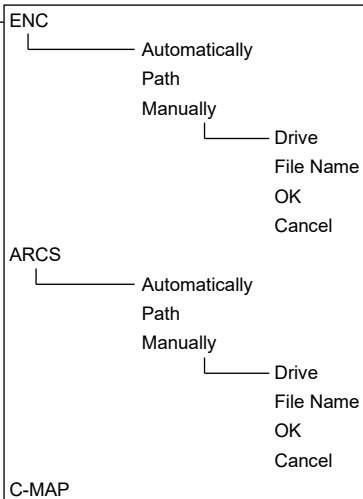 ENC
Automatically
Path
Manually
Drive
File Name
OK
Cancel
ARCS
Automatically
Path
Manually
Drive
File Name
OK
Cancel
C-MAP